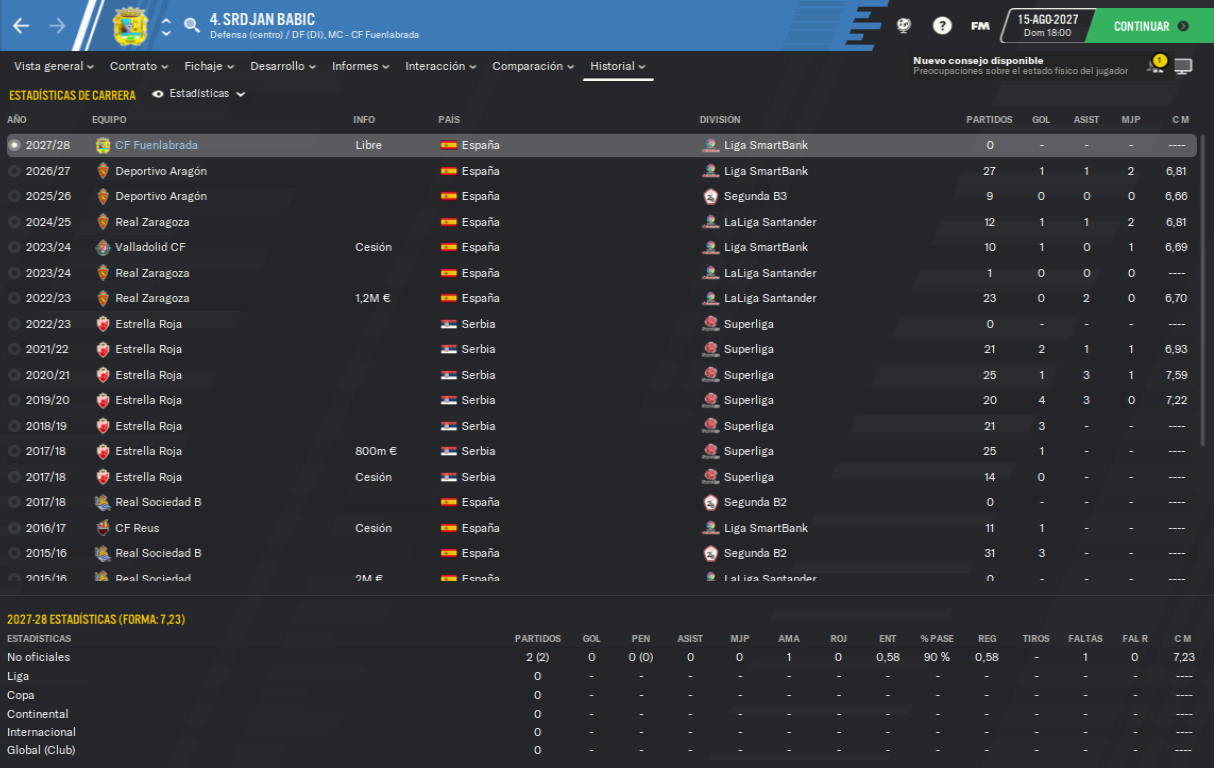 4. SRDJAN BABIC
Defensa (centro) / DF (DI), MC - CF Fuenlabrada
FM
15-AGO-2027
Dom 18:00
CONTINUAR
Vista general Contrato Fichaje Desarrollo Informes Interacción Comparación Historial
Nuevo consejo disponible
Preocupaciones sobre el estado físico del jugador
1
ESTADÍSTICAS DE CARRERA Estadísticas
AÑO EQUIPO INFO PAÍS DIVISIÓN PARTIDOS GOL ASIST MJP C M
2027/28 CF Fuenlabrada Libre España Liga SmartBank 0 - - - ----
2026/27 Deportivo Aragón España Liga SmartBank 27 1 1 2 6,81
2025/26 Deportivo Aragón España Segunda B3 9 0 0 0 6,66
2024/25 Real Zaragoza España LaLiga Santander 12 1 1 2 6,81
2023/24 Valladolid CF Cesión España Liga SmartBank 10 1 0 1 6,69
2023/24 Real Zaragoza España LaLiga Santander 1 0 0 0 ----
2022/23 Real Zaragoza 1,2M € España LaLiga Santander 23 0 2 0 6,70
2022/23 Estrella Roja Serbia Superliga 0 - - - ----
2021/22 Estrella Roja Serbia Superliga 21 2 1 1 6,93
2020/21 Estrella Roja Serbia Superliga 25 1 3 1 7,59
2019/20 Estrella Roja Serbia Superliga 20 4 3 0 7,22
2018/19 Estrella Roja Serbia Superliga 21 3 - - ----
2017/18 Estrella Roja 800m € Serbia Superliga 25 1 - - ----
2017/18 Estrella Roja Cesión Serbia Superliga 14 0 - - ----
2017/18 Real Sociedad B España Segunda B2 0 - - - ----
2016/17 CF Reus Cesión España Liga SmartBank 11 1 - - ----
2015/16 Real Sociedad B España Segunda B2 31 3 - - ----
2015/16 Real Sociedad 2M € España LaLiga Santander 0 - - - ----
2027-28 ESTADÍSTICAS (FORMA: 7,23)
ESTADÍSTICAS PARTIDOS GOL PEN ASIST MJP AMA ROJ ENT % PASE REG TIROS FALTAS FAL R C M
No oficiales 2 (2) 0 0 (0) 0 0 1 0 0,58 90 % 0,58 - 1 0 7,23
Liga 0 - - - - - - - - - - - - ----
Copa 0 - - - - - - - - - - - - ----
Continental 0 - - - - - - - - - - - - ----
Internacional 0 - - - - - - - - - - - - ----
Global (Club) 0 - - - - - - - - - - - - ----